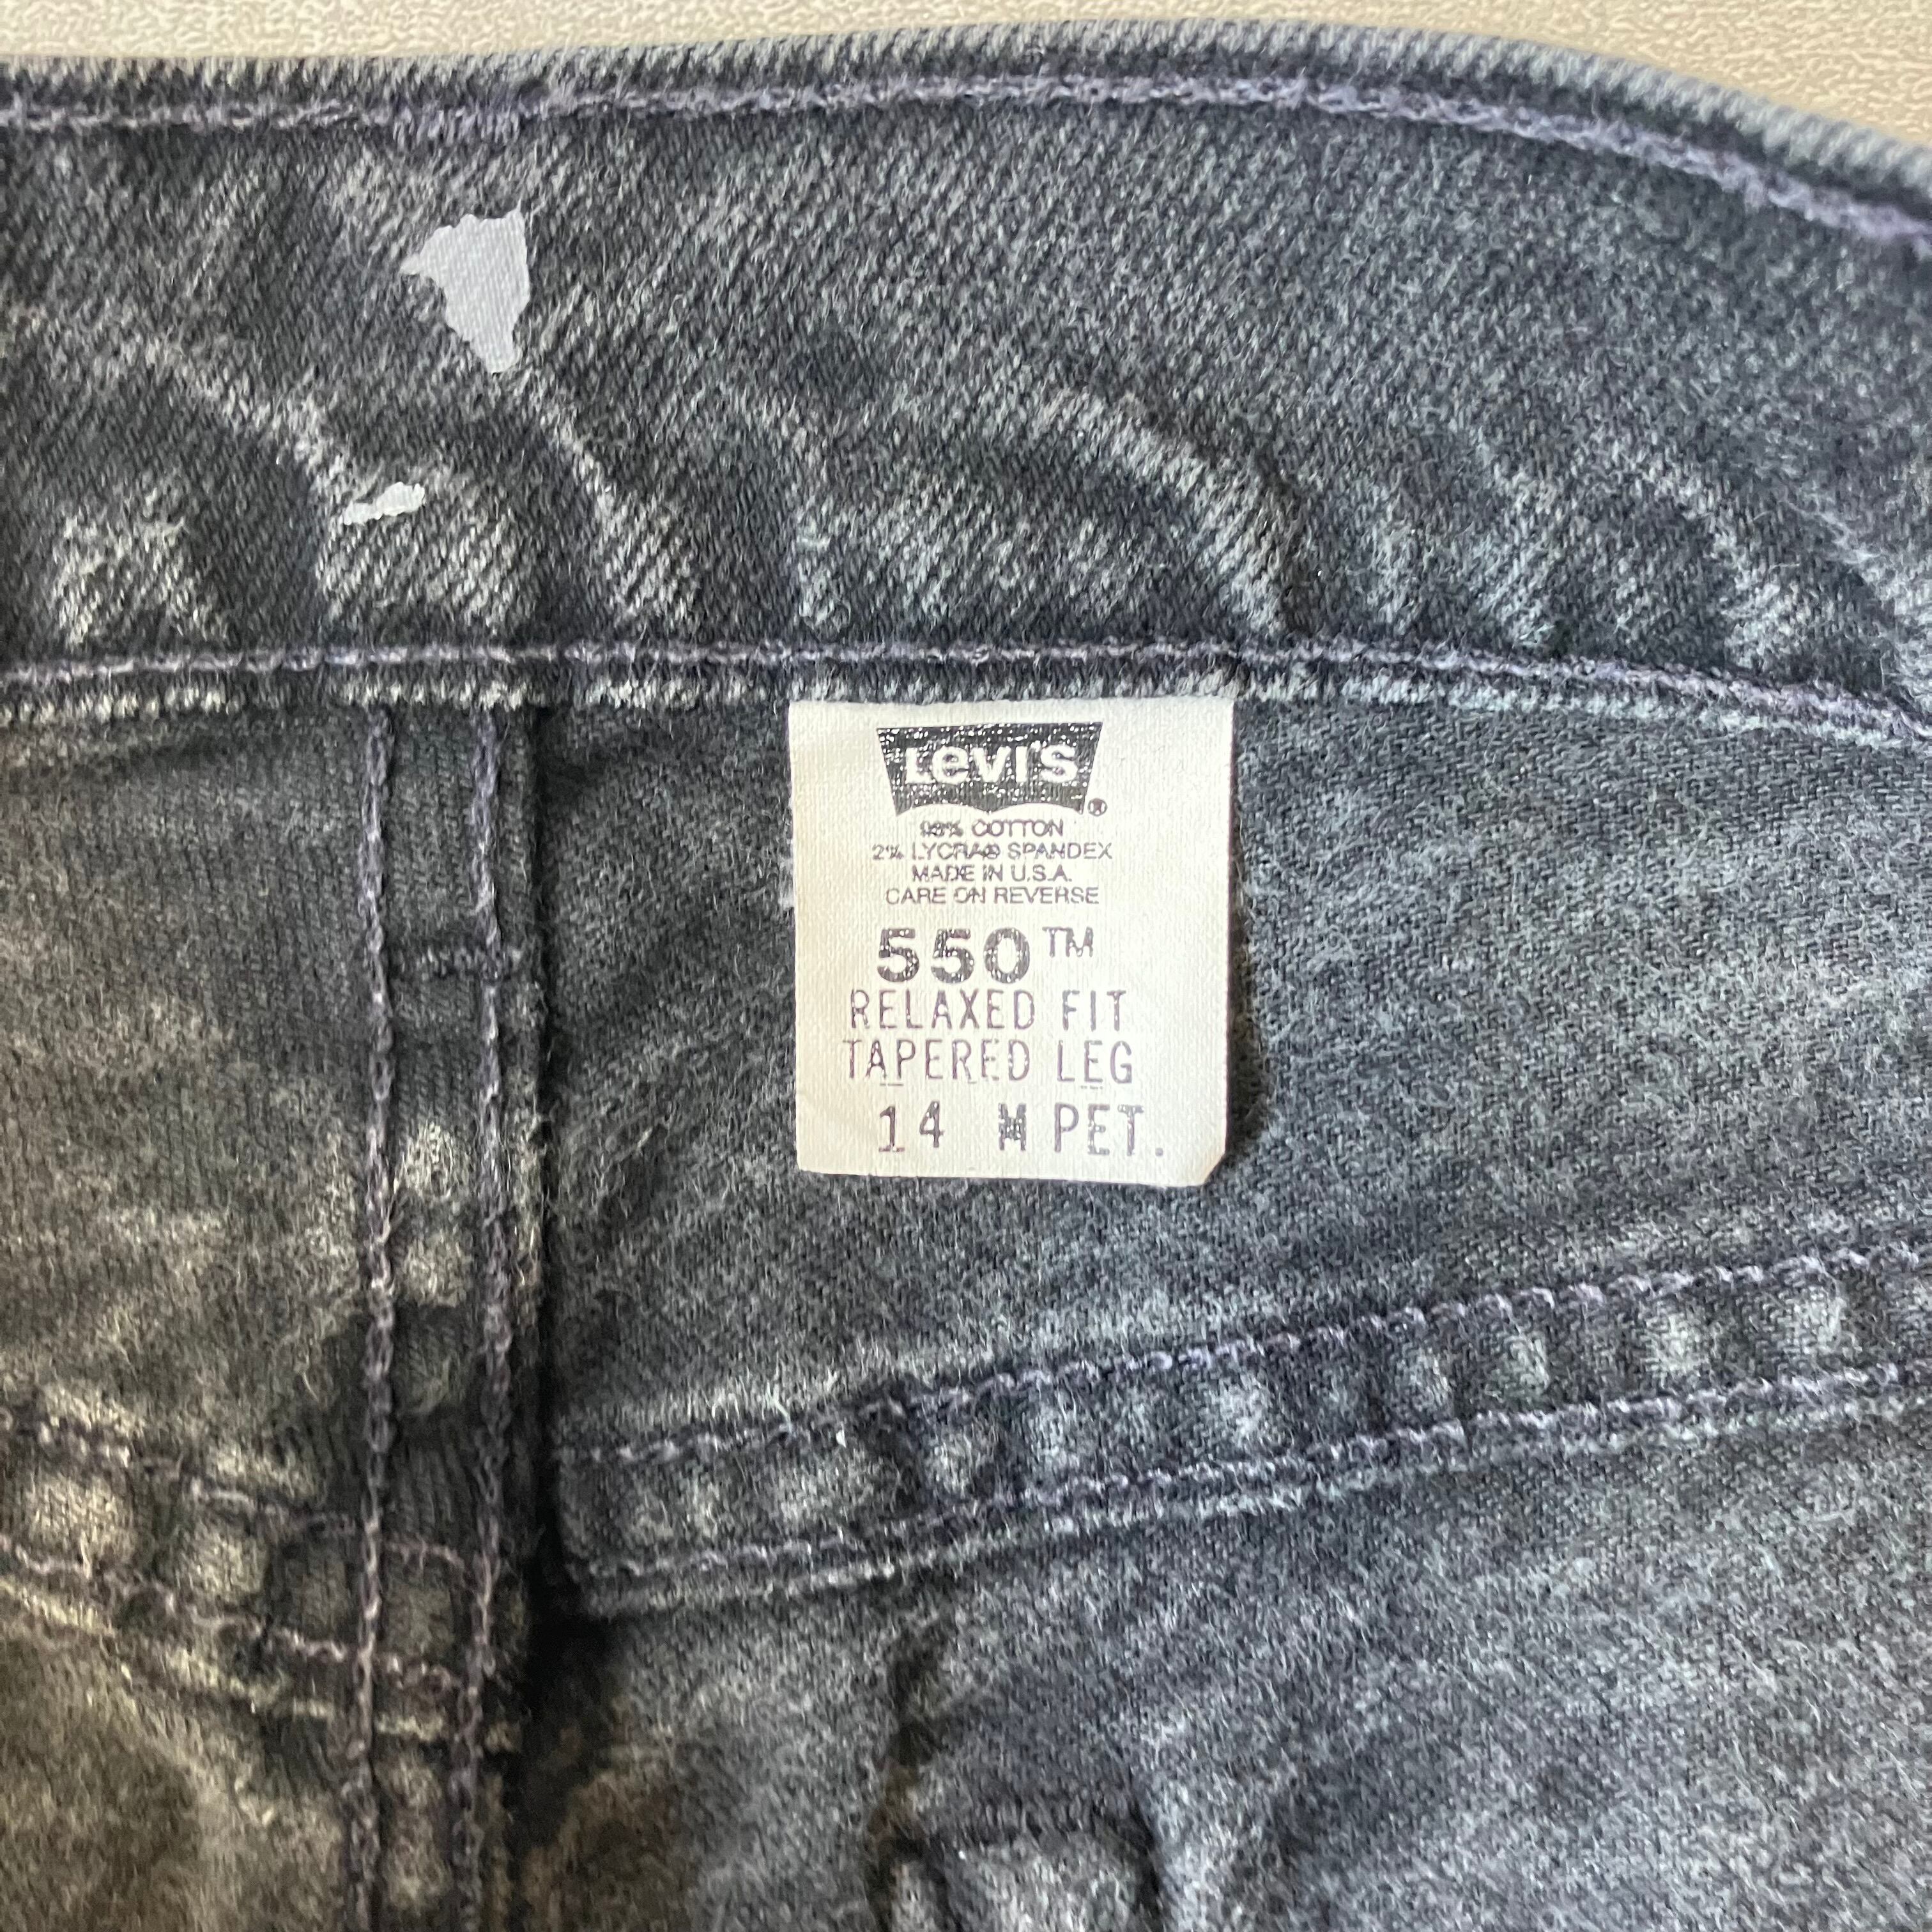 Levi's®
98% COTTON
2% LYCRA® SPANDEX
MADE IN U.S.A.
CARE ON REVERSE
550™
RELAXED FIT
TAPERED LEG
14 M PET.